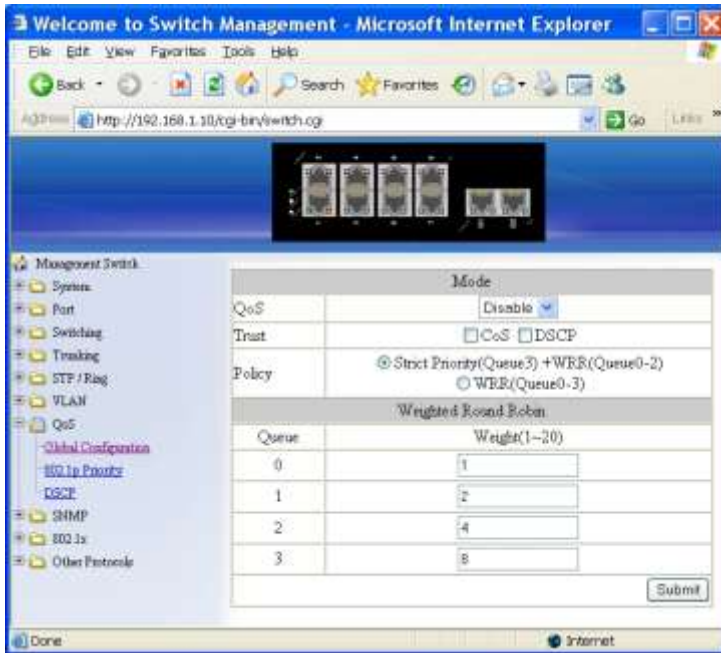 Welcome to Switch Management - Microsoft Internet Explorer
File Edit View Favorites Tools Help
Back Search Favorites
Address http://192.168.1.10/cgi-bin/switch.cgi Go Links »
Management Switch
System
Port
Switching
Trunking
STP / Ring
VLAN
QoS
Global Configuration
802.1p Priority
DSCP
SNMP
802.1x
Other Protocols
Mode
QoS Disable
Trust CoS DSCP
Policy Strict Priority(Queue3) +WRR(Queue0-2)
WRR(Queue0-3)
Weighted Round Robin
Queue Weight(1~20)
0 1
1 2
2 4
3 8
Submit
Done Internet